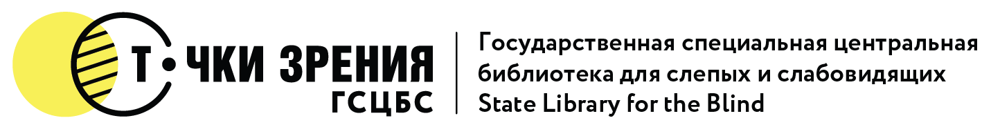 Т•ЧКИ ЗРЕНИЯ
ГСЦБС
Государственная специальная центральная
библиотека для слепых и слабовидящих
State Library for the Blind